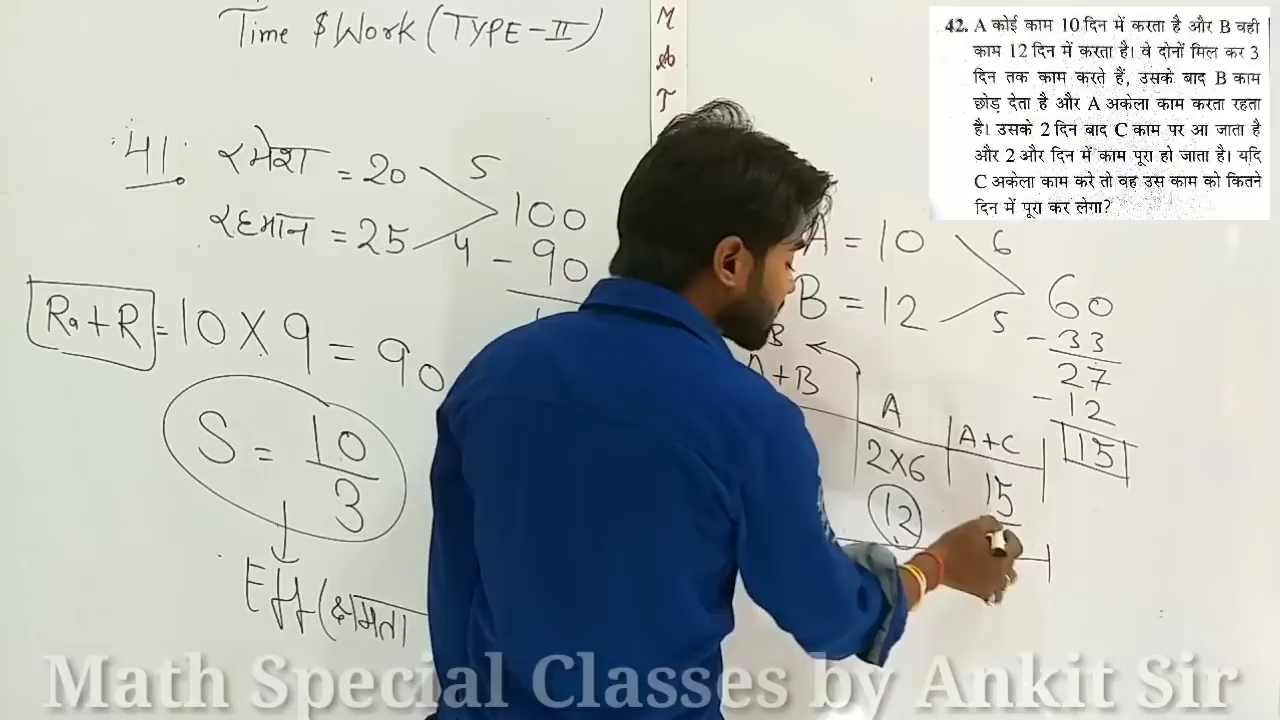 Time $ Work (TYPE-II)
M
A
T
42. A कोई काम 10 दिन में करता है और B वही
काम 12 दिन में करता है। वे दोनों मिल कर 3
दिन तक काम करते हैं, उसके बाद B काम
छोड़ देता है और A अकेला काम करता रहता
है। उसके 2 दिन बाद C काम पर आ जाता है
और 2 और दिन में काम पूरा हो जाता है। यदि
C अकेला काम करे तो वह उस काम को कितने
दिन में पूरा कर लेगा?
41. रमेश = 20 5
रहमान = 25 4
100
- 90
Ra + R = 10 X 9 = 90
S = 10
3
Eff (क्षमता
A = 10 6
B = 12 5
60
- 33
27
- 12
15
B
A + B
A
A + C
2 X 6
12
15
Math Special Classes by Ankit Sir